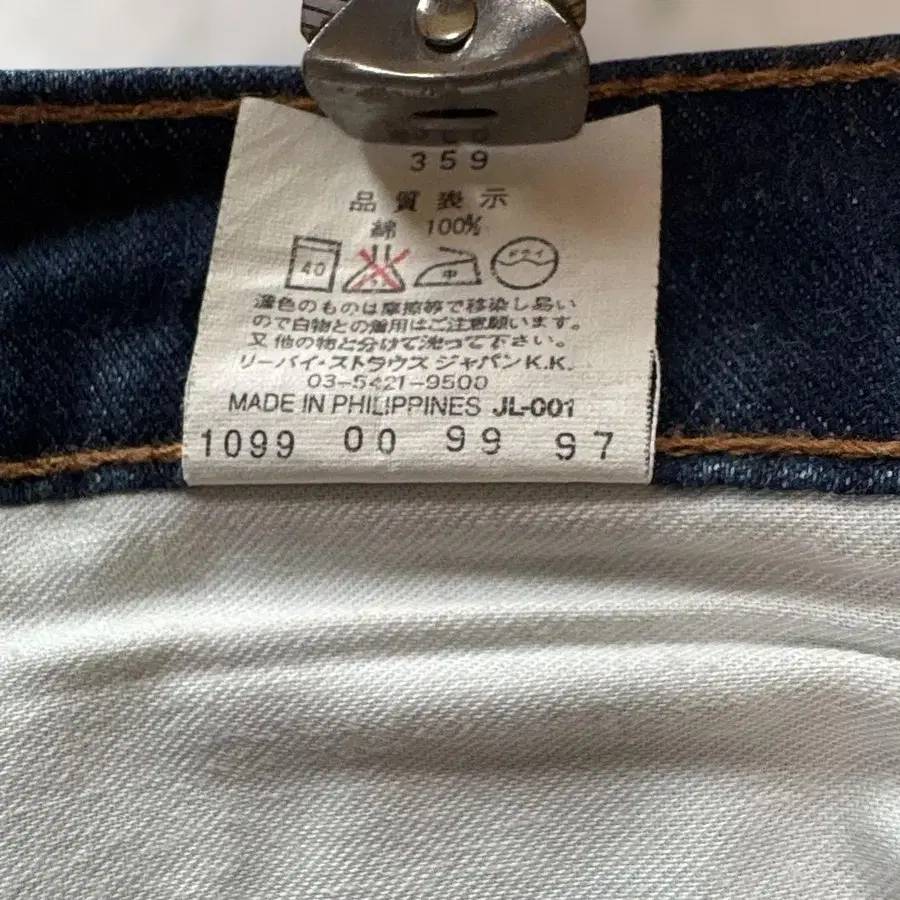 359
品質表示
綿 100%
40 中 ドライ
濃色のものは摩擦等で移染し易い
ので白物との着用はご注意願います。
又他の物と分けて洗って下さい。
リーバイ・ストラウス ジャパン K.K.
03-5421-9500
MADE IN PHILIPPINES JL-001
1099 00 99 97